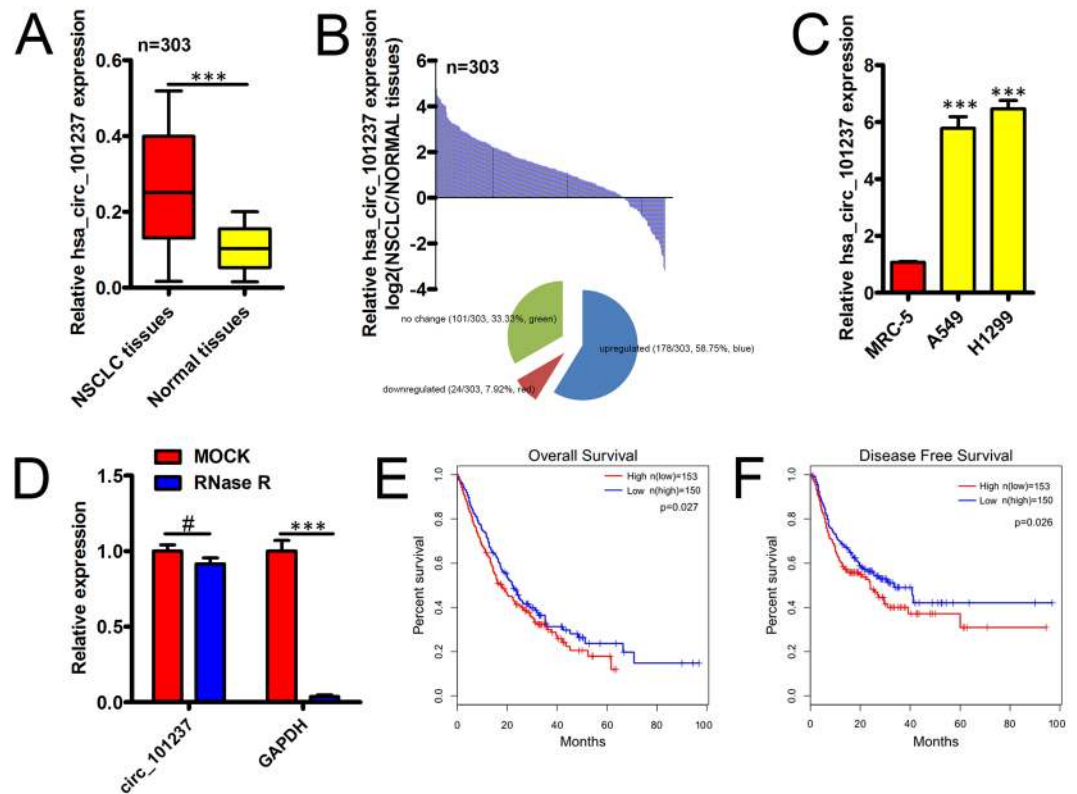 A
n=303
***
Relative hsa_circ_101237 expression
0.6
0.4
0.2
0.0
NSCLC tissues
Normal tissues
B
n=303
Relative hsa_circ_101237 expression
log2(NSCLC/NORMAL tissues)
6
4
2
0
-2
-4
no change (101/303, 33.33%, green)
upregulated (178/303, 58.75%, blue)
downregulated (24/303, 7.92%, red)
C
Relative hsa_circ_101237 expression
8
6
4
2
0
***
***
MRC-5
A549
H1299
D
MOCK
RNase R
Relative expression
1.5
1.0
0.5
0.0
#
***
circ_101237
GAPDH
E
Overall Survival
High n(low)=153
Low n(high)=150
p=0.027
Percent survival
1.0
0.8
0.6
0.4
0.2
0.0
0 20 40 60 80 100
Months
F
Disease Free Survival
High n(low)=153
Low n(high)=150
p=0.026
Percent survival
1.0
0.8
0.6
0.4
0.2
0.0
0 20 40 60 80 100
Months